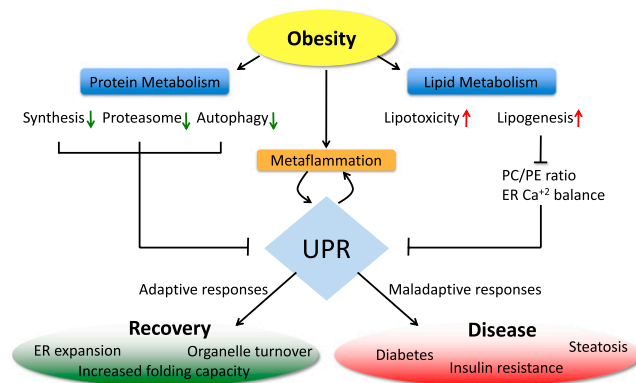 Obesity
Protein Metabolism
Lipid Metabolism
Synthesis
Proteasome
Autophagy
Lipotoxicity
Lipogenesis
Metaflammation
PC/PE ratio
ER Ca⁺² balance
UPR
Adaptive responses
Maladaptive responses
Recovery
ER expansion
Organelle turnover
Increased folding capacity
Disease
Diabetes
Steatosis
Insulin resistance